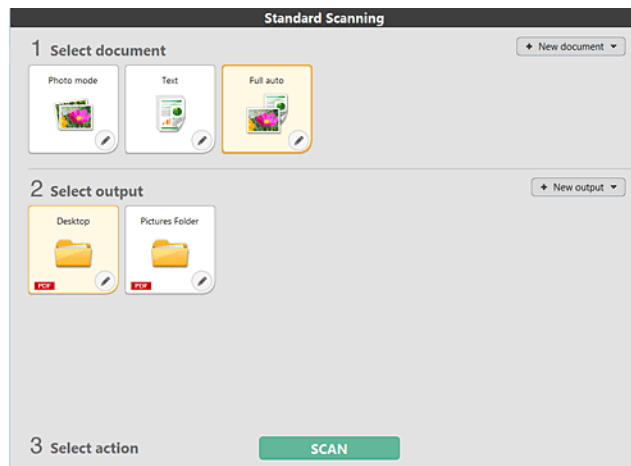 Standard Scanning
1 Select document
+ New document
Photo mode
Text
Full auto
2 Select output
+ New output
Desktop
Pictures Folder
PDF
PDF
3 Select action
SCAN